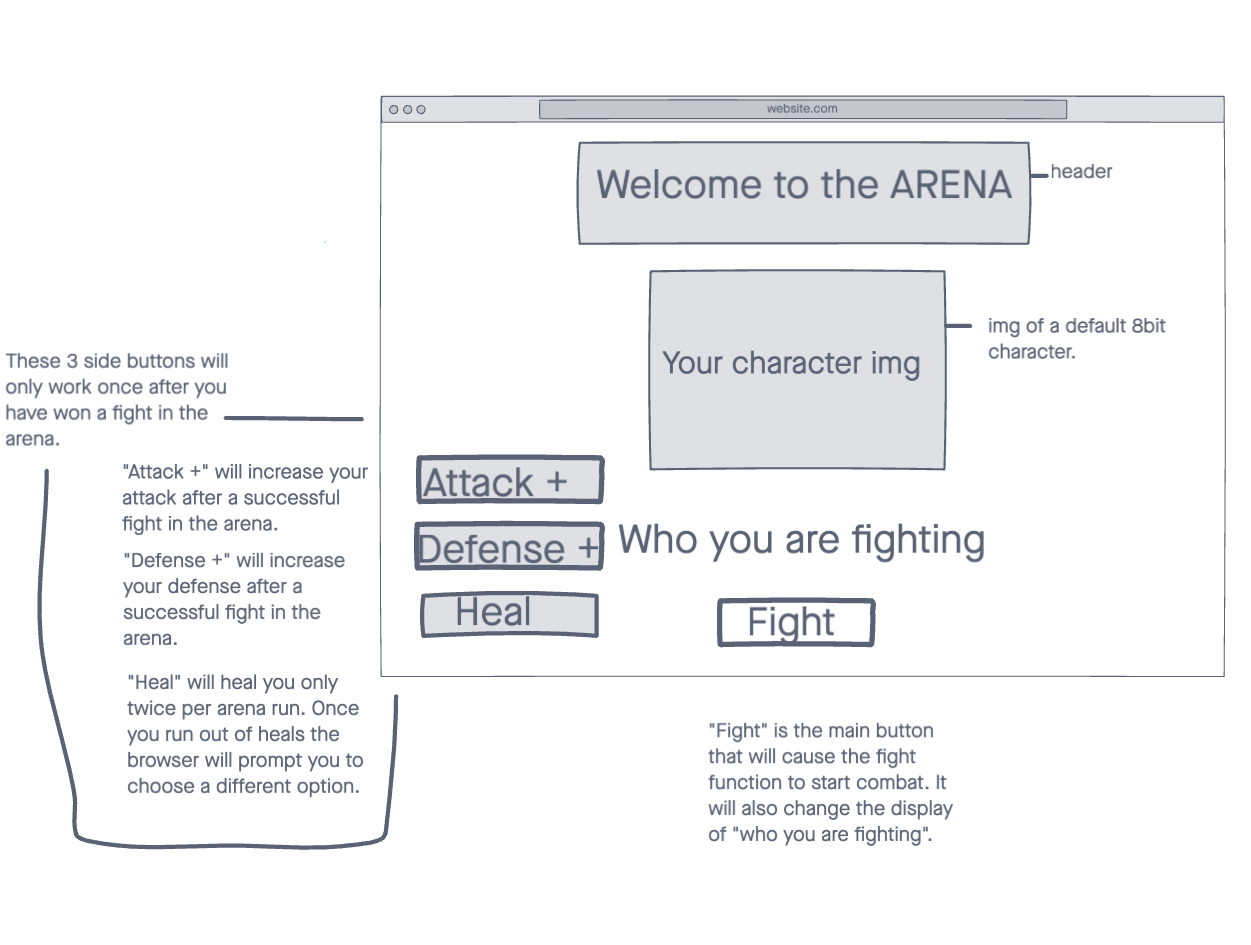 website.com
Welcome to the ARENA
header
Your character img
img of a default 8bit
character.
These 3 side buttons will
only work once after you
have won a fight in the
arena.
"Attack +" will increase your
attack after a successful
fight in the arena.
"Defense +" will increase
your defense after a
successful fight in the
arena.
"Heal" will heal you only
twice per arena run. Once
you run out of heals the
browser will prompt you to
choose a different option.
Attack +
Defense +
Heal
Who you are fighting
Fight
"Fight" is the main button
that will cause the fight
function to start combat. It
will also change the display
of "who you are fighting".